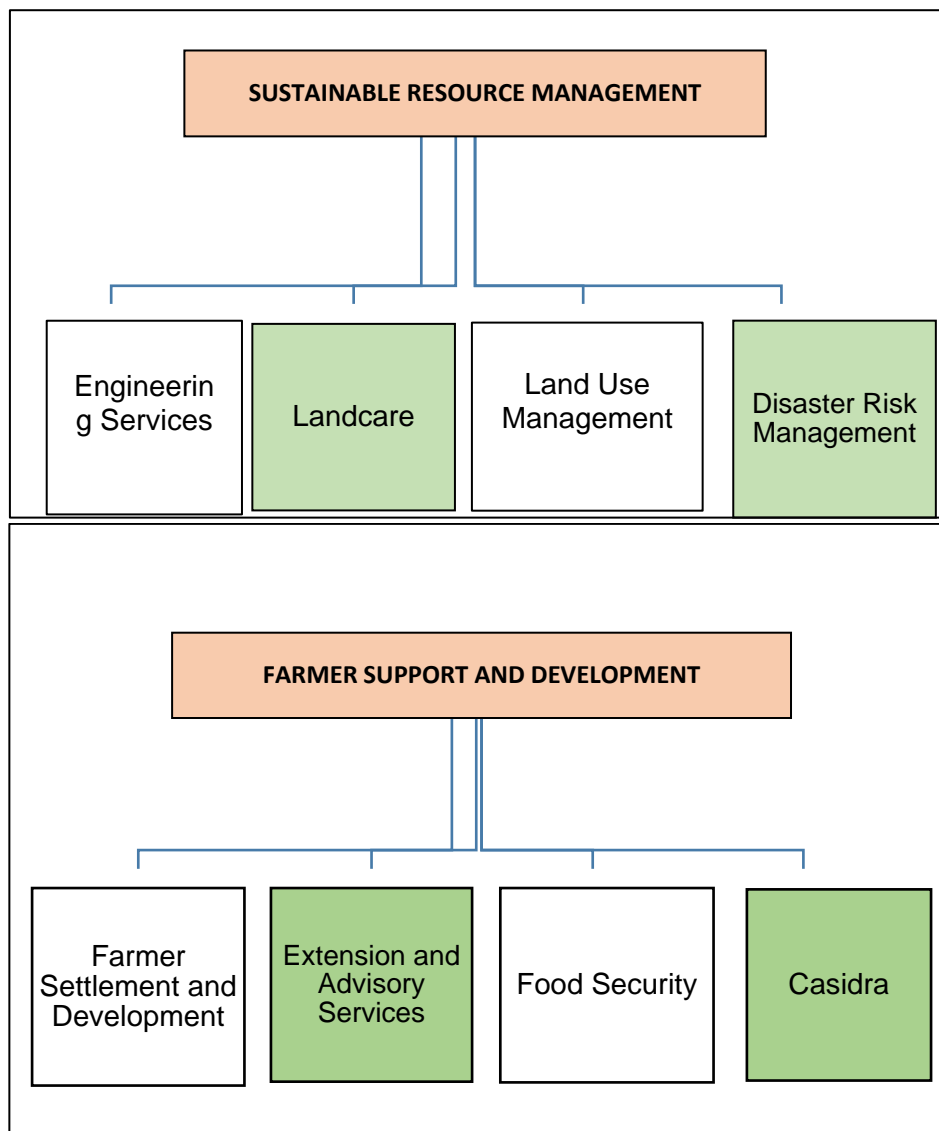 SUSTAINABLE RESOURCE MANAGEMENT
Engineerin
g Services
Landcare
Land Use
Management
Disaster Risk
Management
FARMER SUPPORT AND DEVELOPMENT
Farmer
Settlement and
Development
Extension and
Advisory
Services
Food Security
Casidra